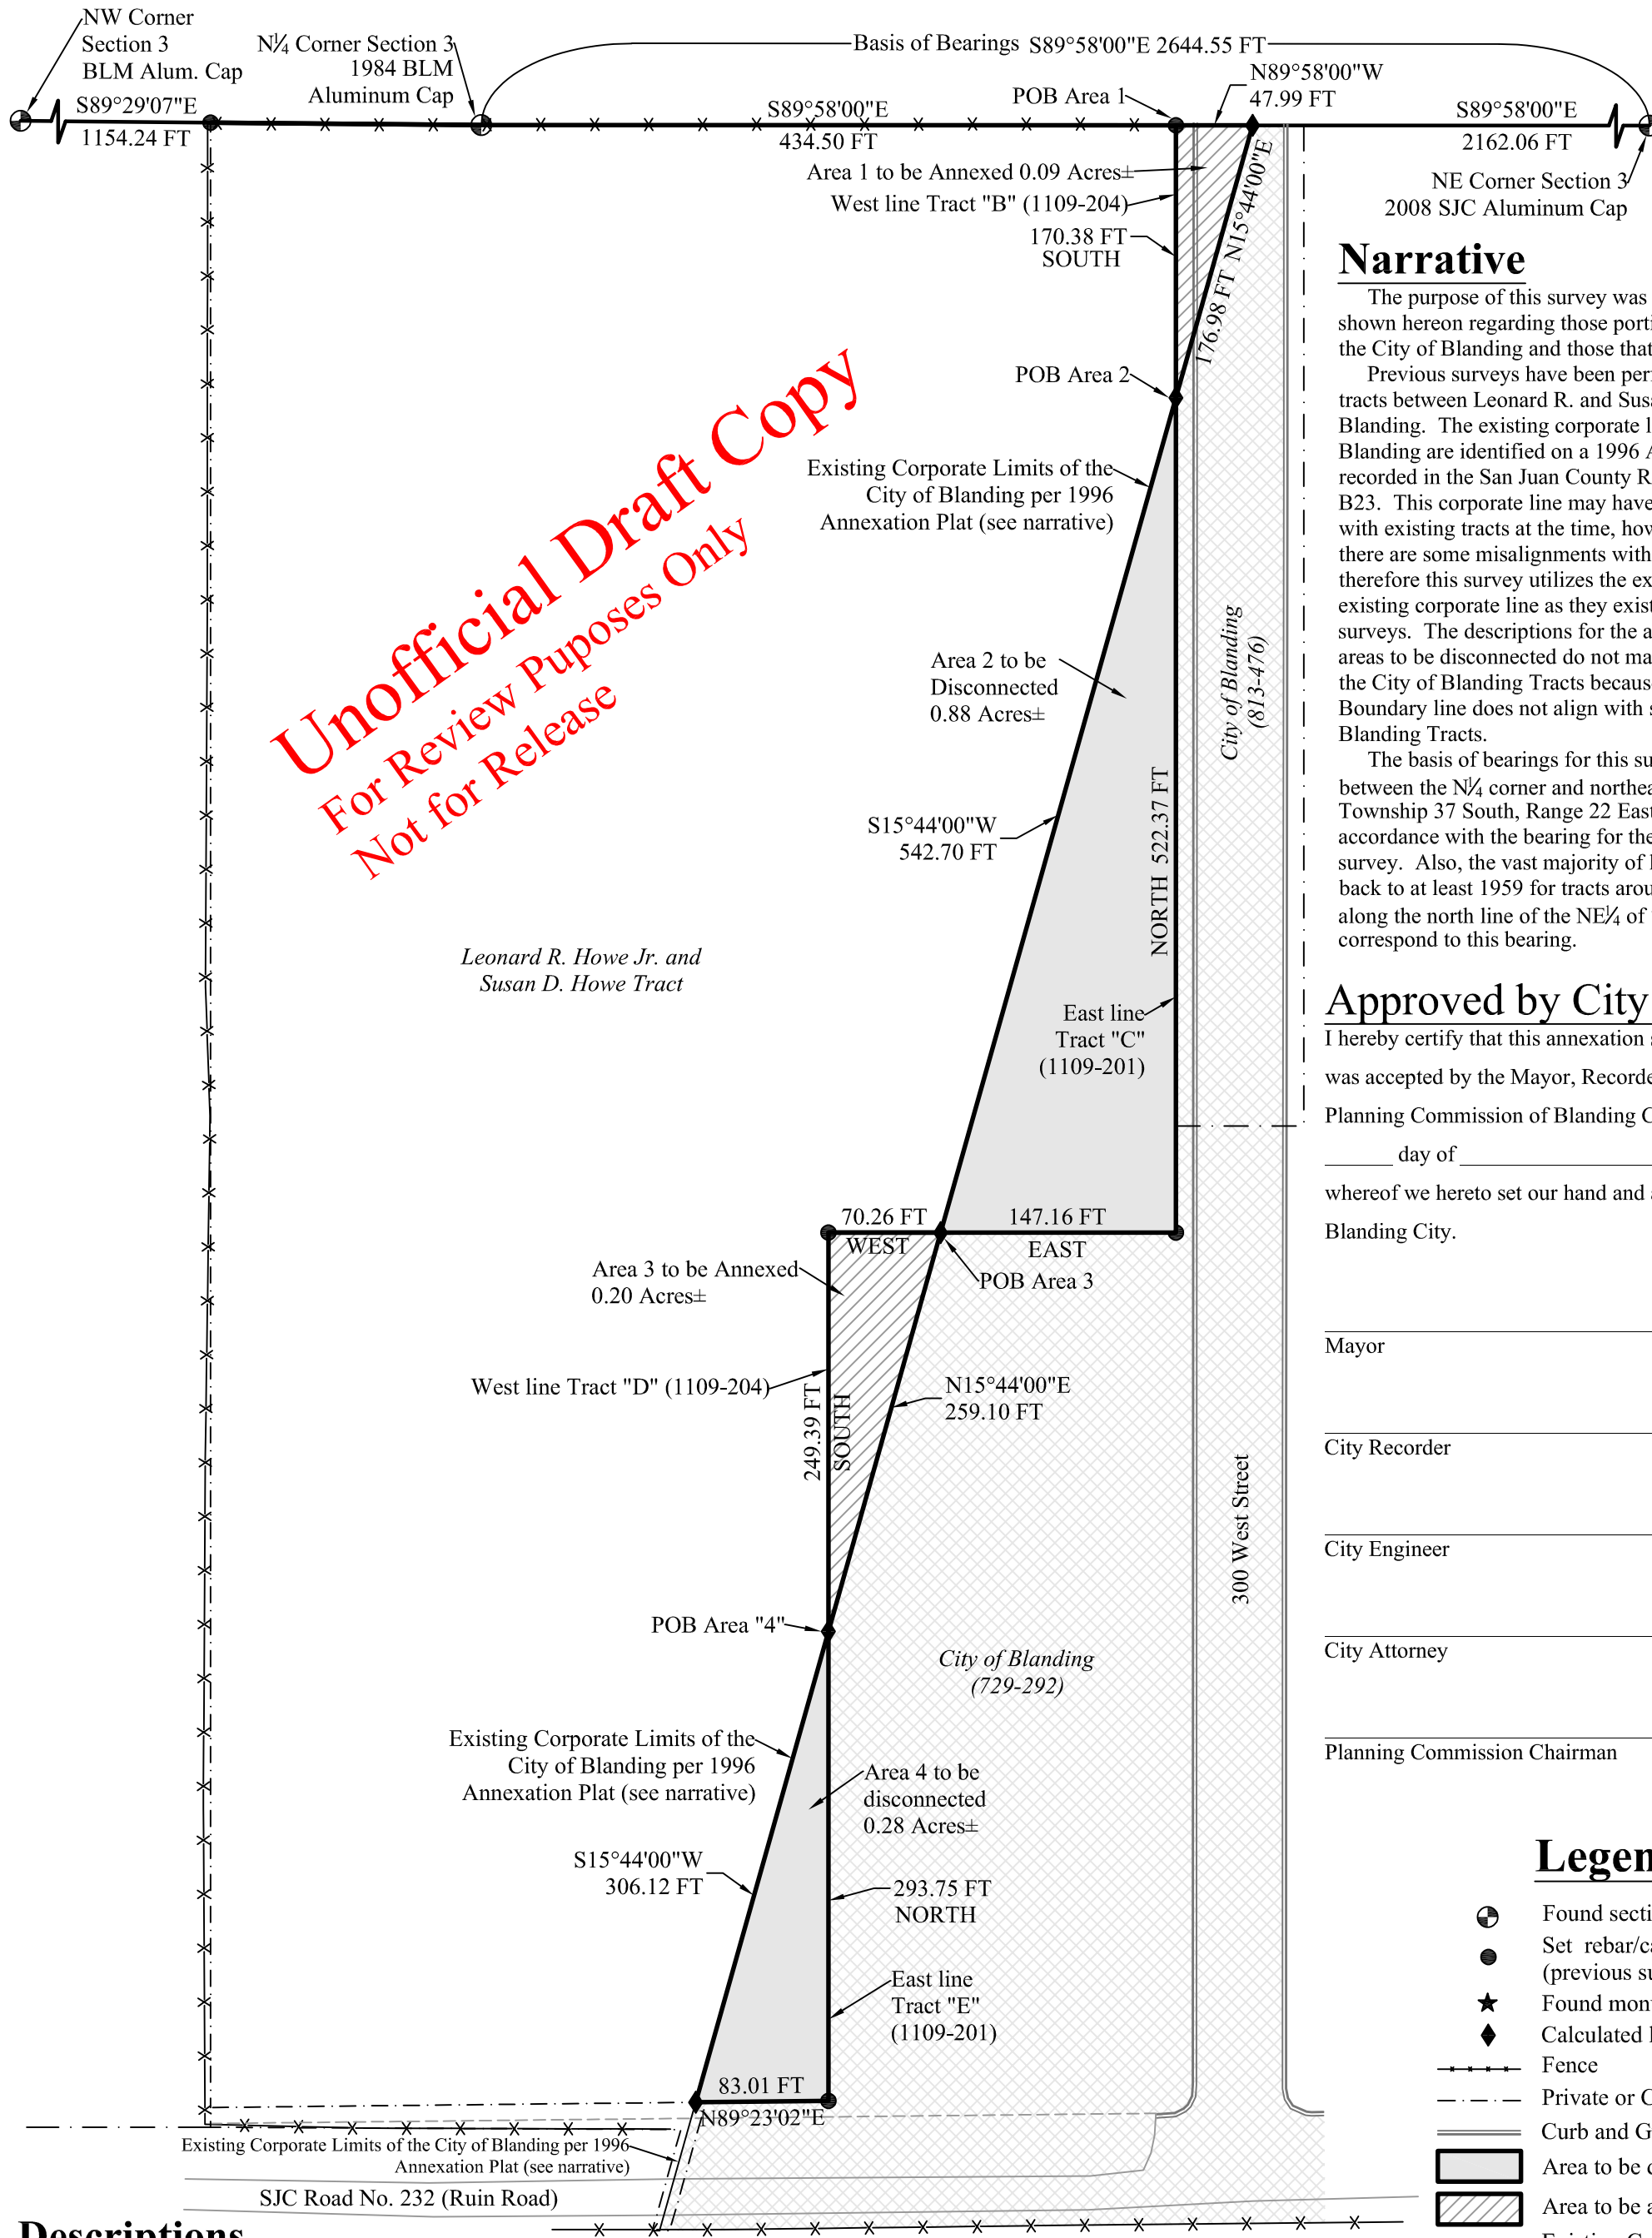 NW Corner
Section 3
BLM Alum. Cap
S89°29'07"E
1154.24 FT
N¼ Corner Section 3
1984 BLM
Aluminum Cap
Basis of Bearings S89°58'00"E 2644.55 FT
S89°58'00"E
434.50 FT
POB Area 1
N89°58'00"W
47.99 FT
S89°58'00"E
2162.06 FT
NE Corner Section 3
2008 SJC Aluminum Cap
Area 1 to be Annexed 0.09 Acres±
West line Tract "B" (1109-204)
170.38 FT
SOUTH
176.98 FT N15°44'00"E
POB Area 2
Existing Corporate Limits of the
City of Blanding per 1996
Annexation Plat (see narrative)
Unofficial Draft Copy
For Review Puposes Only
Not for Release
Area 2 to be
Disconnected
0.88 Acres±
City of Blanding
(813-476)
S15°44'00"W
542.70 FT
NORTH 522.37 FT
Leonard R. Howe Jr. and
Susan D. Howe Tract
East line
Tract "C"
(1109-201)
70.26 FT
WEST
147.16 FT
EAST
POB Area 3
Area 3 to be Annexed
0.20 Acres±
West line Tract "D" (1109-204)
249.39 FT
SOUTH
N15°44'00"E
259.10 FT
300 West Street
POB Area "4"
City of Blanding
(729-292)
Existing Corporate Limits of the
City of Blanding per 1996
Annexation Plat (see narrative)
Area 4 to be
disconnected
0.28 Acres±
S15°44'00"W
306.12 FT
293.75 FT
NORTH
East line
Tract "E"
(1109-201)
83.01 FT
N89°23'02"E
Existing Corporate Limits of the City of Blanding per 1996
Annexation Plat (see narrative)
SJC Road No. 232 (Ruin Road)
Descriptions
Narrative
The purpose of this survey was
shown hereon regarding those porti
the City of Blanding and those that
Previous surveys have been per
tracts between Leonard R. and Susa
Blanding. The existing corporate l
Blanding are identified on a 1996 A
recorded in the San Juan County R
B23. This corporate line may have
with existing tracts at the time, how
there are some misalignments with
therefore this survey utilizes the ex
existing corporate line as they exist
surveys. The descriptions for the a
areas to be disconnected do not ma
the City of Blanding Tracts becaus
Boundary line does not align with s
Blanding Tracts.
The basis of bearings for this su
between the N¼ corner and northea
Township 37 South, Range 22 East
accordance with the bearing for the
survey. Also, the vast majority of
back to at least 1959 for tracts arou
along the north line of the NE¼ of
correspond to this bearing.
Approved by City
I hereby certify that this annexation
was accepted by the Mayor, Recorde
Planning Commission of Blanding C
______ day of ________________
whereof we hereto set our hand and
Blanding City.
Mayor
City Recorder
City Engineer
City Attorney
Planning Commission Chairman
Legen
Found secti
Set rebar/ca
(previous su
Found mon
Calculated
Fence
Private or C
Curb and G
Area to be
Area to be a